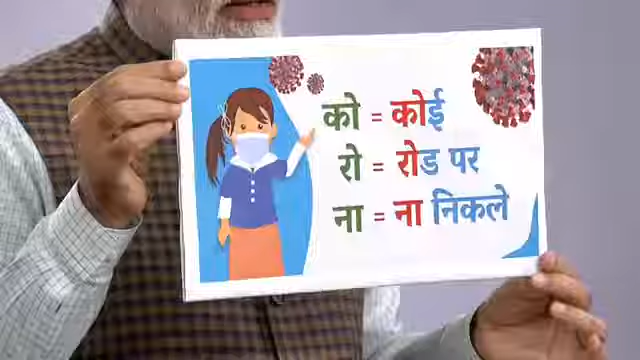 को = कोई
रो = रोड पर
ना = ना निकले